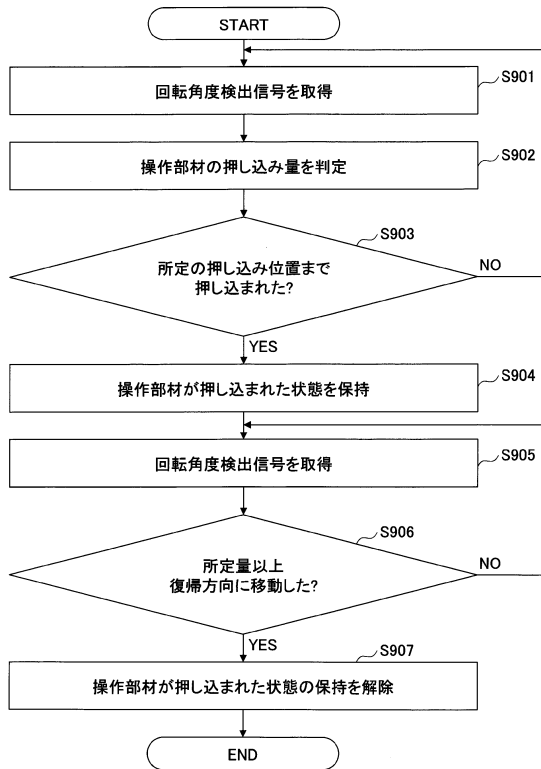 START
回転角度検出信号を取得
S901
操作部材の押し込み量を判定
S902
所定の押し込み位置まで
押し込まれた?
S903
NO
YES
操作部材が押し込まれた状態を保持
S904
回転角度検出信号を取得
S905
所定量以上
復帰方向に移動した?
S906
NO
YES
操作部材が押し込まれた状態の保持を解除
S907
END